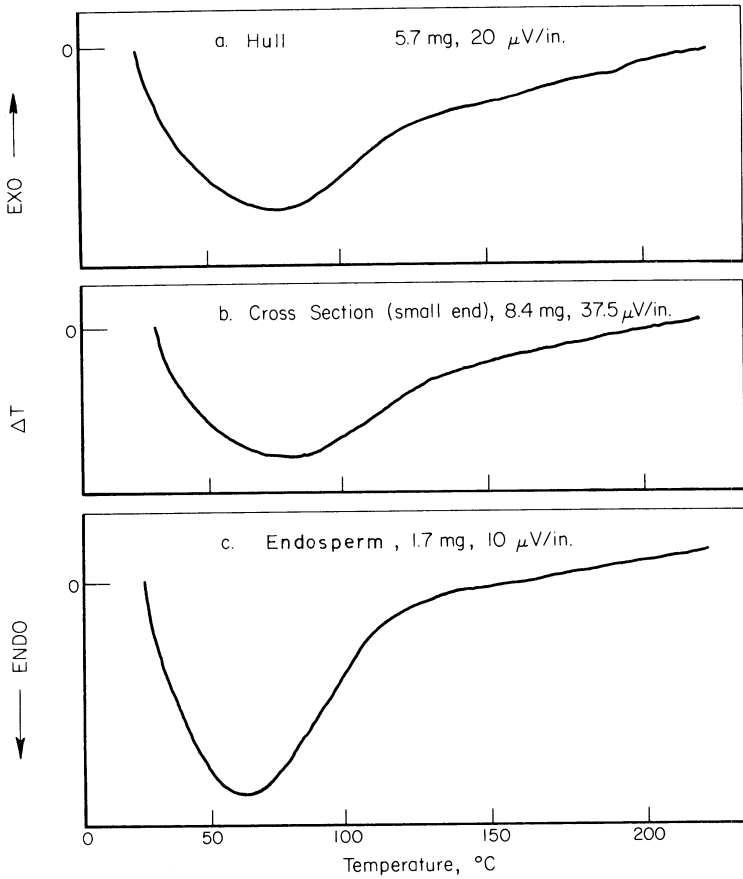 a. Hull 5.7 mg, 20 μV/in.
0
EXO
b. Cross Section (small end), 8.4 mg, 37.5 μV/in.
0
ΔT
c. Endosperm, 1.7 mg, 10 μV/in.
0
ENDO
0 50 100 150 200
Temperature, °C